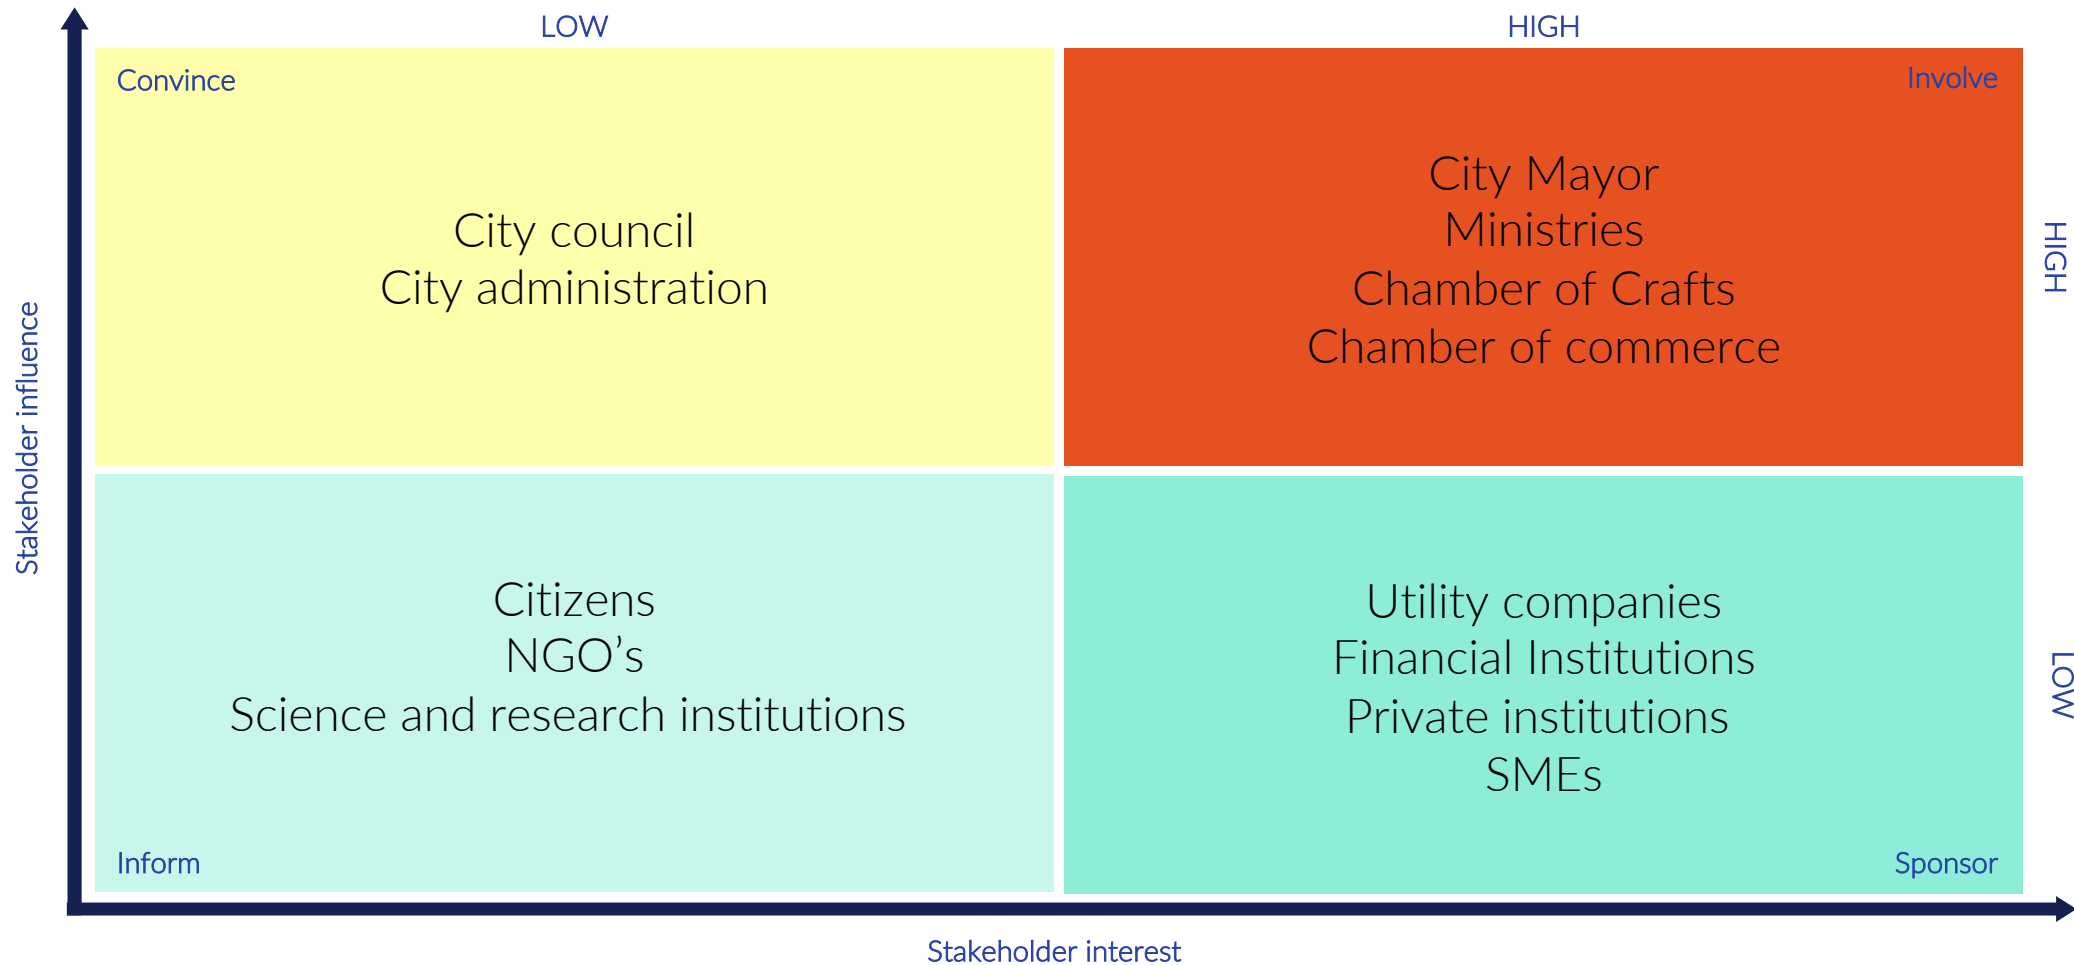 LOW
HIGH
Convince
Involve
City council
City administration
City Mayor
Ministries
Chamber of Crafts
Chamber of commerce
HIGH
Stakeholder influence
Citizens
NGO’s
Science and research institutions
Inform
Utility companies
Financial Institutions
Private institutions
SMEs
Sponsor
LOW
Stakeholder interest